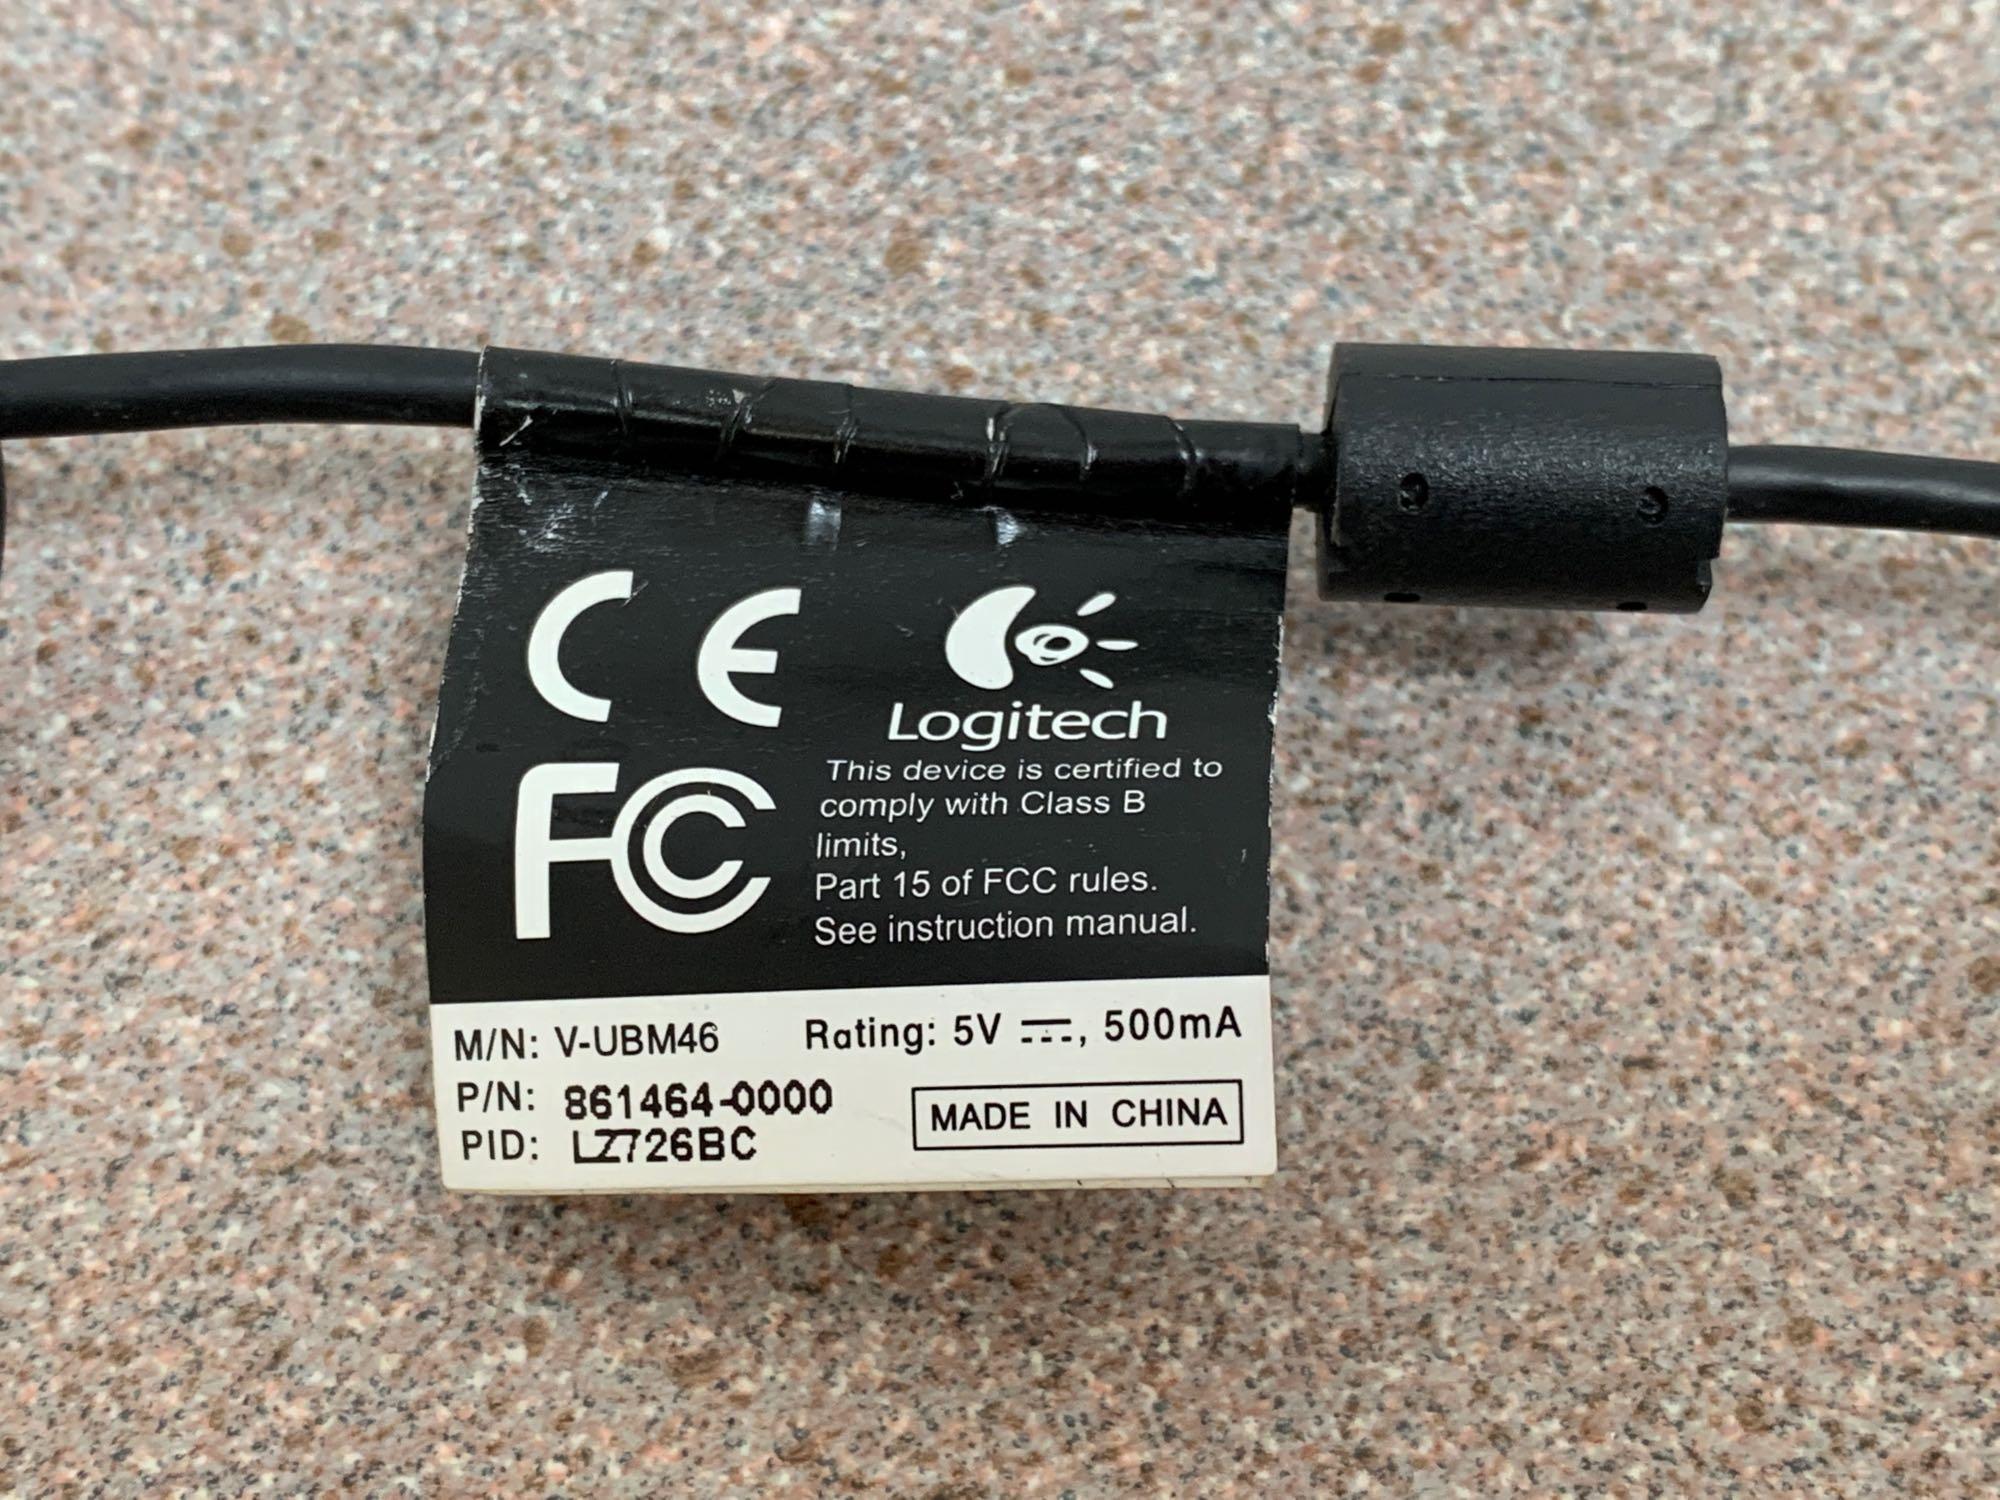 CE
Logitech
FCC
This device is certified to
comply with Class B
limits,
Part 15 of FCC rules.
See instruction manual.
M/N: V-UBM46 Rating: 5V ⎓, 500mA
P/N: 861464-0000
PID: LZ726BC
MADE IN CHINA